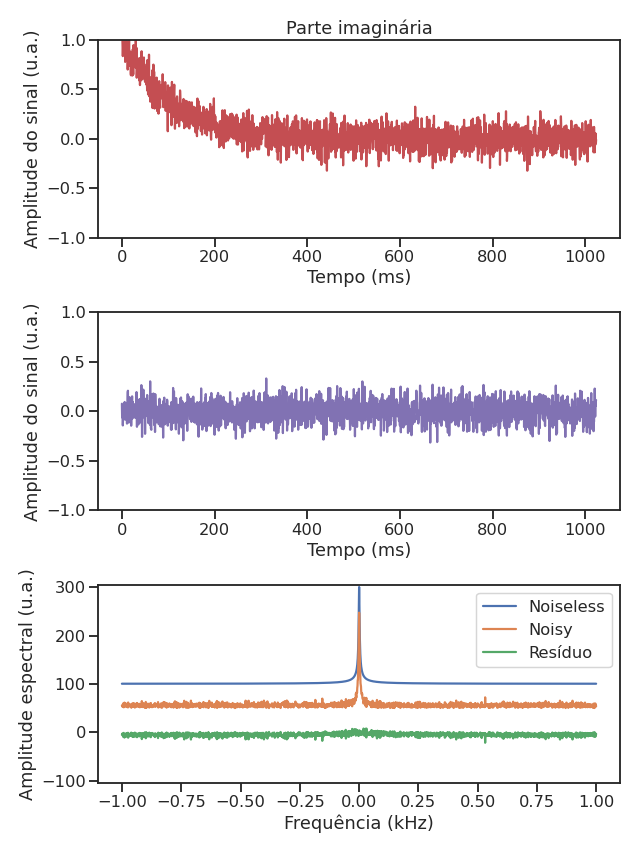 Parte imaginária
Amplitude do sinal (u.a.)
1.0
0.5
0.0
−0.5
−1.0
0 200 400 600 800 1000
Tempo (ms)
Amplitude do sinal (u.a.)
1.0
0.5
0.0
−0.5
−1.0
0 200 400 600 800 1000
Tempo (ms)
Amplitude espectral (u.a.)
300
200
100
0
−100
Noiseless
Noisy
Resíduo
−1.00 −0.75 −0.50 −0.25 0.00 0.25 0.50 0.75 1.00
Frequência (kHz)